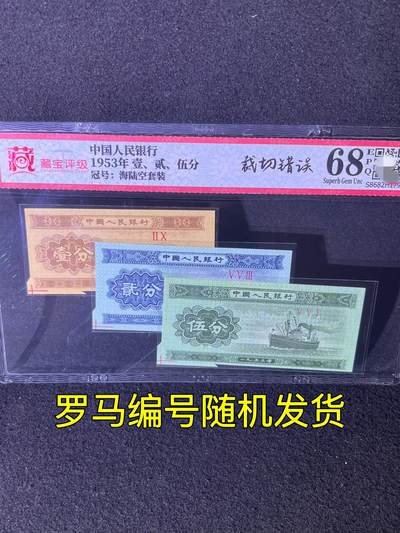 藏 藏宝评级
中国人民银行
1953年 壹、贰、伍分
冠号：海陆空套装
裁切错误
68
Superb Gem Unc
中国人民银行
II X
壹分
中国人民银行
V V III
贰分
中国人民银行
V V I
伍分
罗马编号随机发货